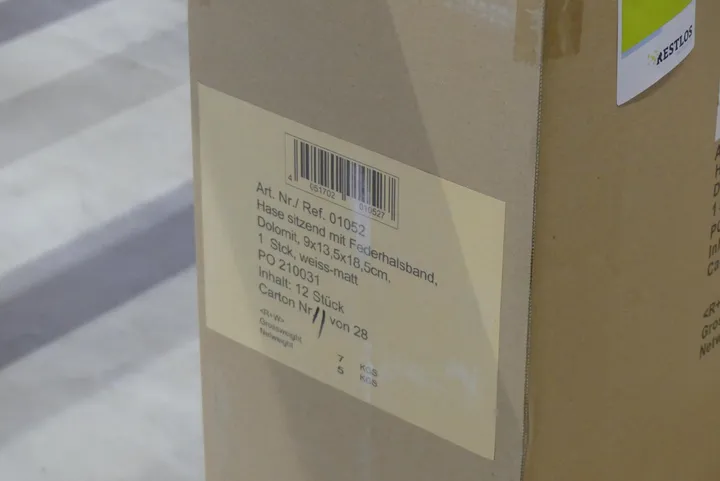 RESTLOS
4 051702 010527
Art. Nr./ Ref. 01052
Hase sitzend mit Federhalsband,
Dolomit, 9x13,5x18,5cm,
1 Stck, weiss-matt
PO 210031
Inhalt: 12 Stück
Carton Nr 11 von 28
<R+W>
Grossweight 7 KGS
Netweight 5 KGS